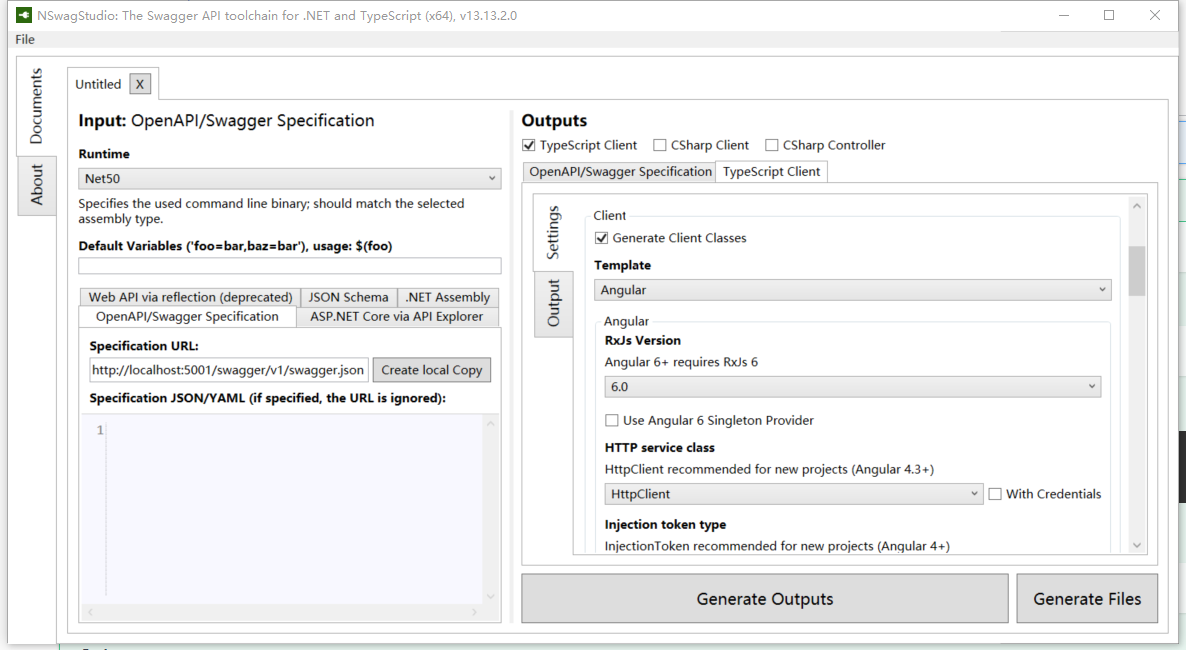 NSwagStudio: The Swagger API toolchain for .NET and TypeScript (x64), v13.13.2.0
File
Documents
About
Untitled X
Input: OpenAPI/Swagger Specification
Runtime
Net50
Specifies the used command line binary; should match the selected
assembly type.
Default Variables ('foo=bar,baz=bar'), usage: $(foo)
Web API via reflection (deprecated) JSON Schema .NET Assembly
OpenAPI/Swagger Specification ASP.NET Core via API Explorer
Specification URL:
http://localhost:5001/swagger/v1/swagger.json Create local Copy
Specification JSON/YAML (if specified, the URL is ignored):
1
Outputs
TypeScript Client CSharp Client CSharp Controller
OpenAPI/Swagger Specification TypeScript Client
Settings
Output
Client
Generate Client Classes
Template
Angular
Angular
RxJs Version
Angular 6+ requires RxJs 6
6.0
Use Angular 6 Singleton Provider
HTTP service class
HttpClient recommended for new projects (Angular 4.3+)
HttpClient With Credentials
Injection token type
InjectionToken recommended for new projects (Angular 4+)
Generate Outputs Generate Files